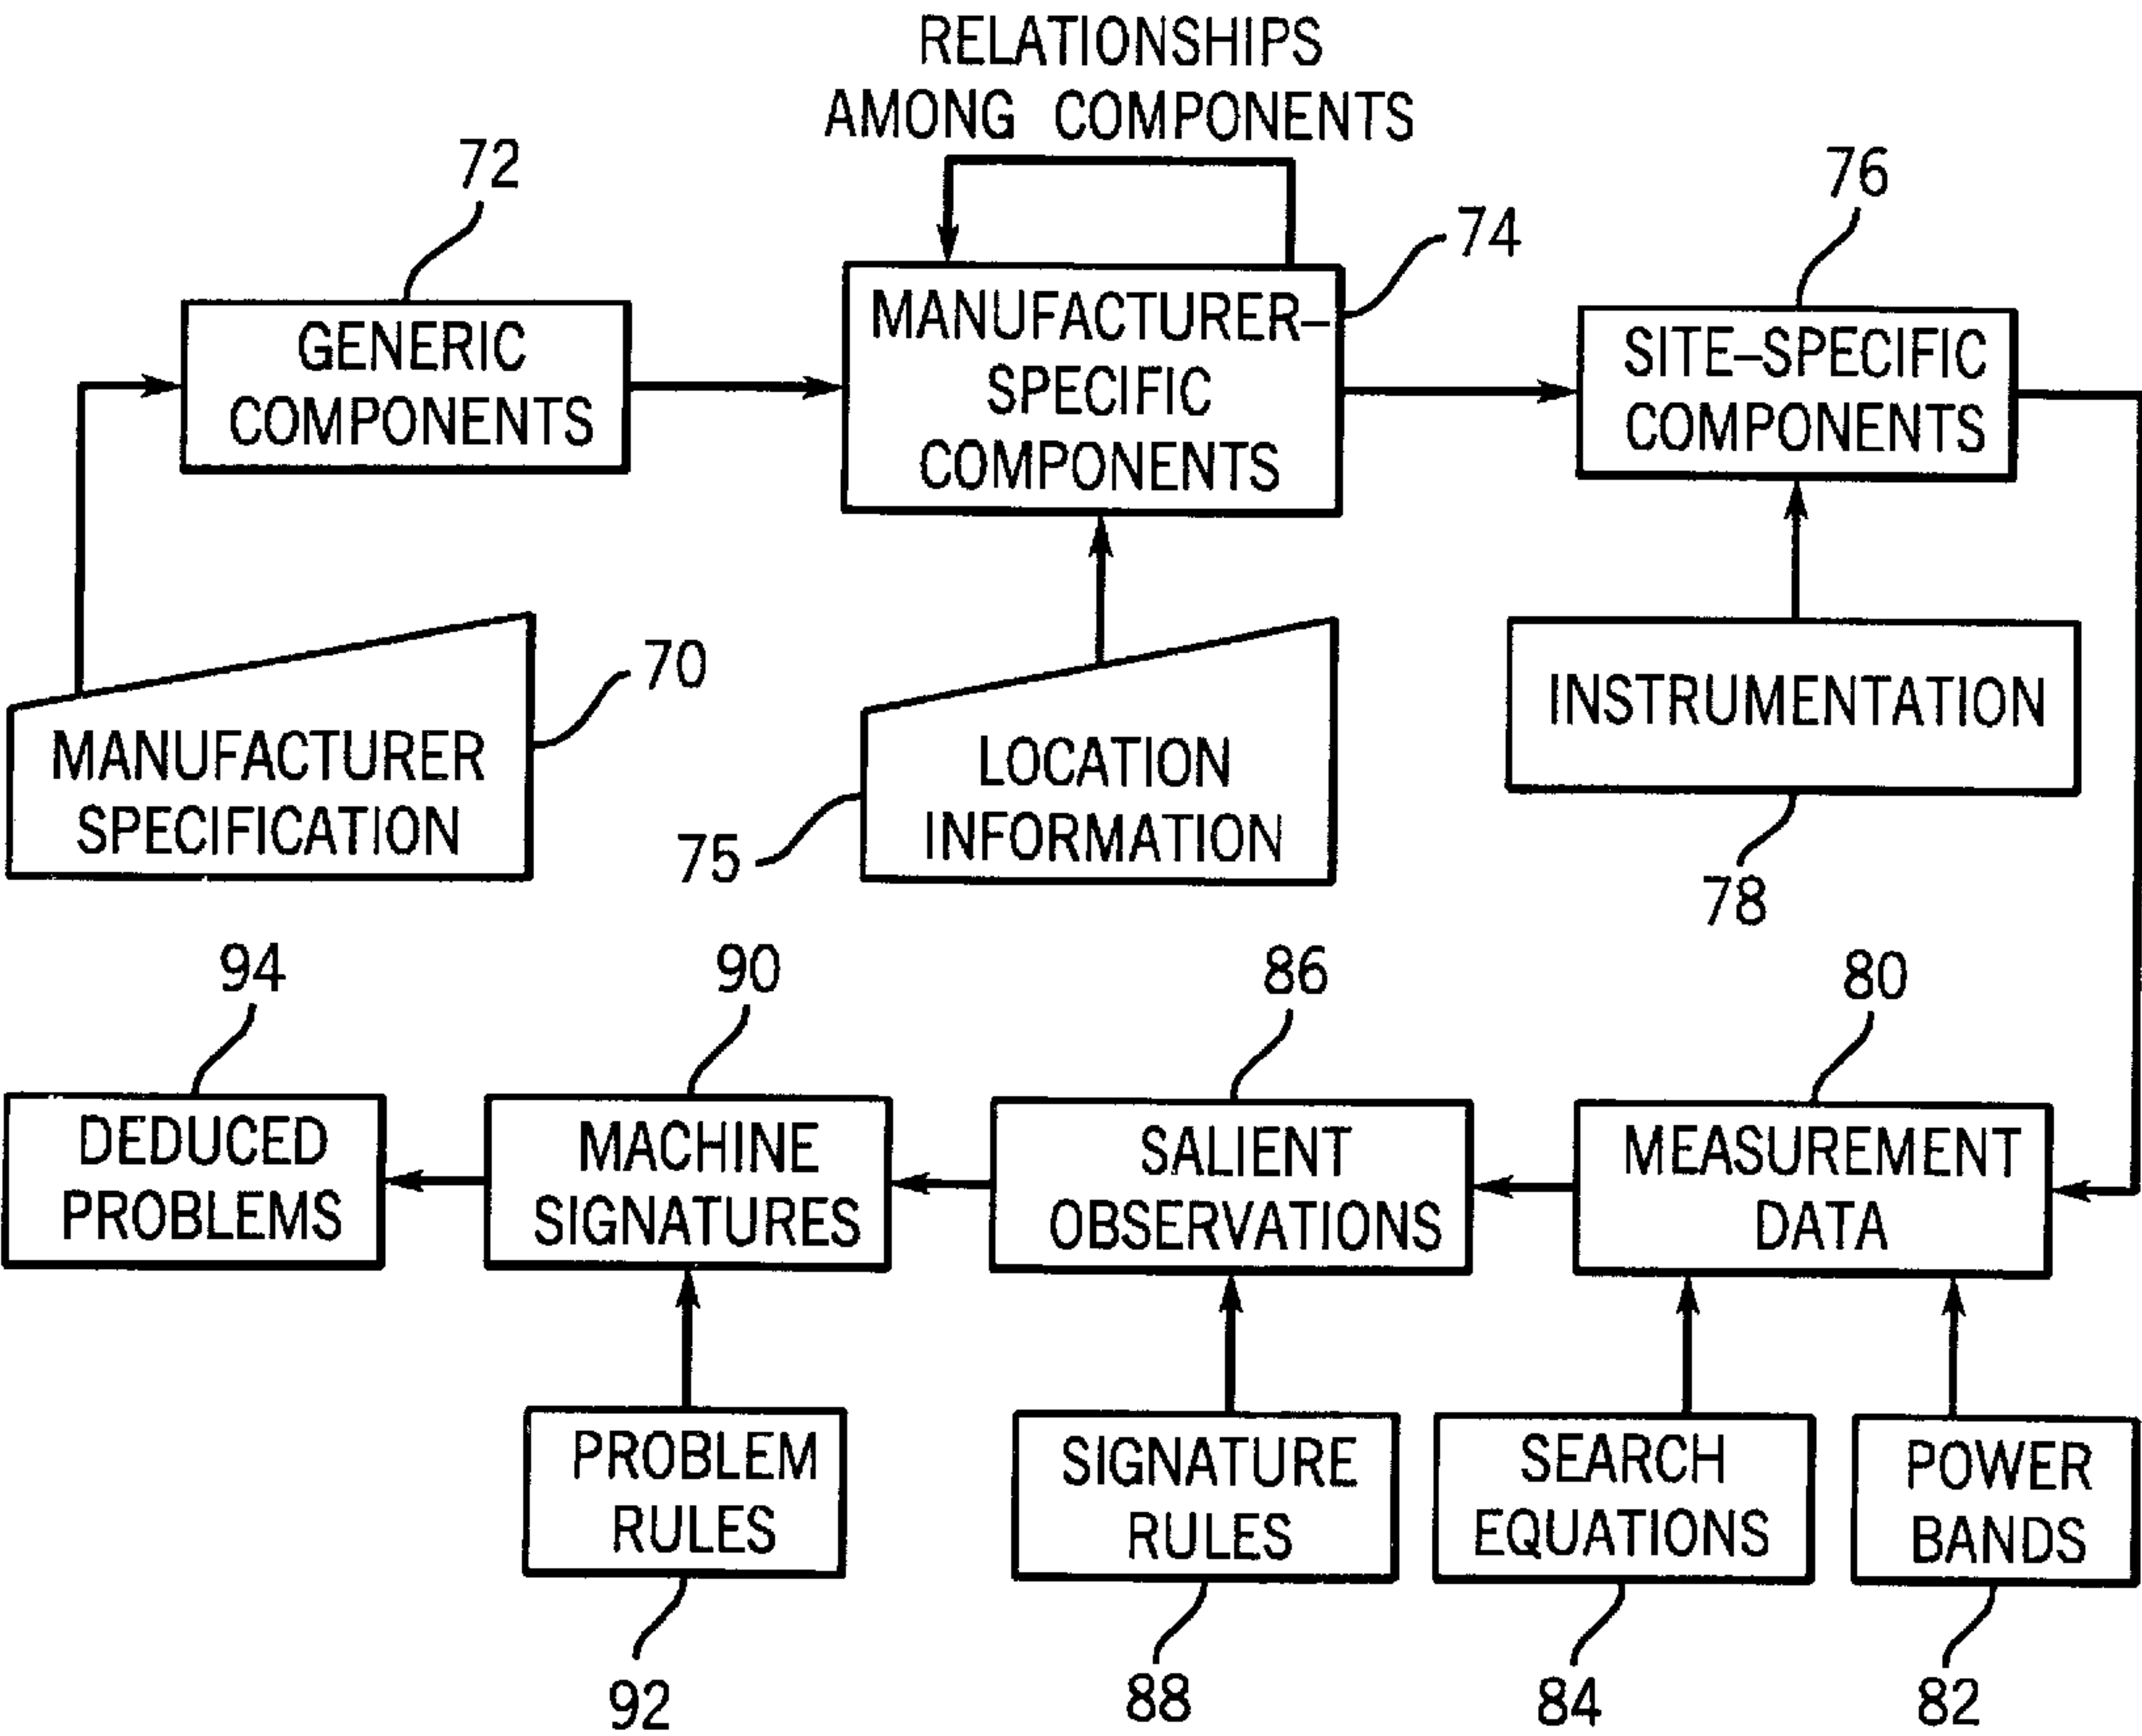 RELATIONSHIPS
AMONG COMPONENTS
72
74
76
GENERIC
COMPONENTS
MANUFACTURER–
SPECIFIC
COMPONENTS
SITE–SPECIFIC
COMPONENTS
70
MANUFACTURER
SPECIFICATION
75
LOCATION
INFORMATION
INSTRUMENTATION
78
94
90
86
80
DEDUCED
PROBLEMS
MACHINE
SIGNATURES
SALIENT
OBSERVATIONS
MEASUREMENT
DATA
PROBLEM
RULES
SIGNATURE
RULES
SEARCH
EQUATIONS
POWER
BANDS
92
88
84
82